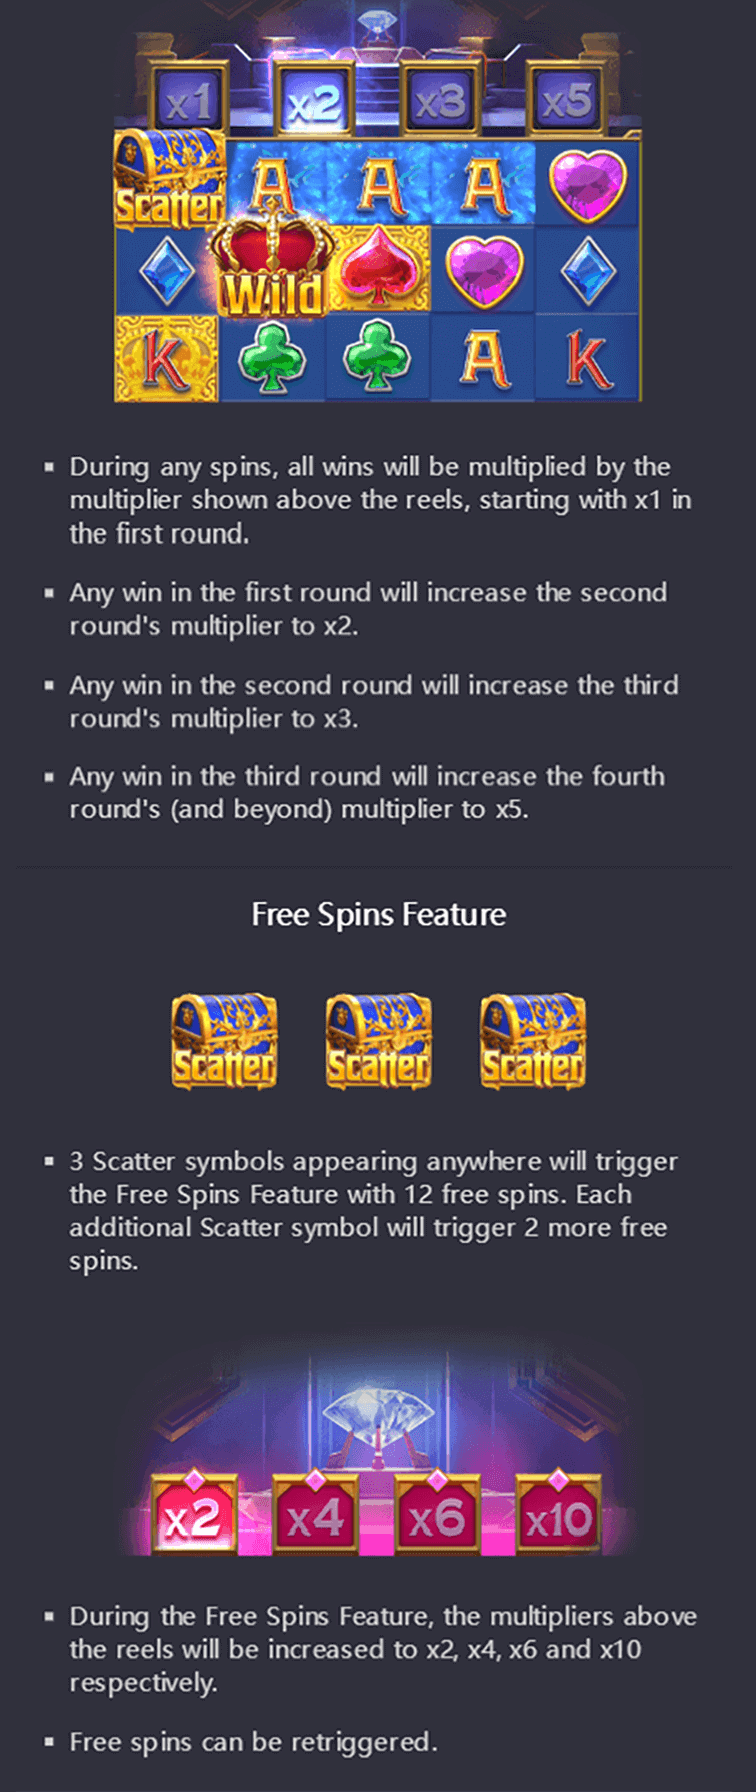 x1 x2 x3 x5
Scatter A A A
Wild
K A K
▪ During any spins, all wins will be multiplied by the
multiplier shown above the reels, starting with x1 in
the first round.
▪ Any win in the first round will increase the second
round's multiplier to x2.
▪ Any win in the second round will increase the third
round's multiplier to x3.
▪ Any win in the third round will increase the fourth
round's (and beyond) multiplier to x5.
Free Spins Feature
Scatter Scatter Scatter
▪ 3 Scatter symbols appearing anywhere will trigger
the Free Spins Feature with 12 free spins. Each
additional Scatter symbol will trigger 2 more free
spins.
x2 x4 x6 x10
▪ During the Free Spins Feature, the multipliers above
the reels will be increased to x2, x4, x6 and x10
respectively.
▪ Free spins can be retriggered.